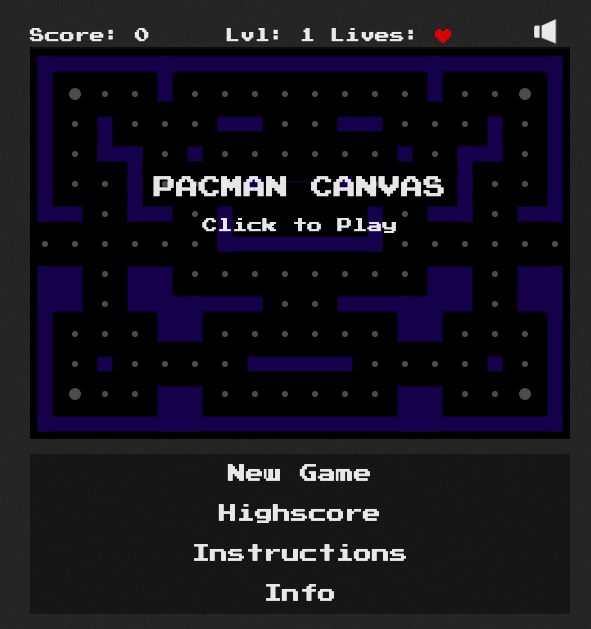 Score: 0 Lvl: 1 Lives:
PACMAN CANVAS
Click to Play
New Game
Highscore
Instructions
Info